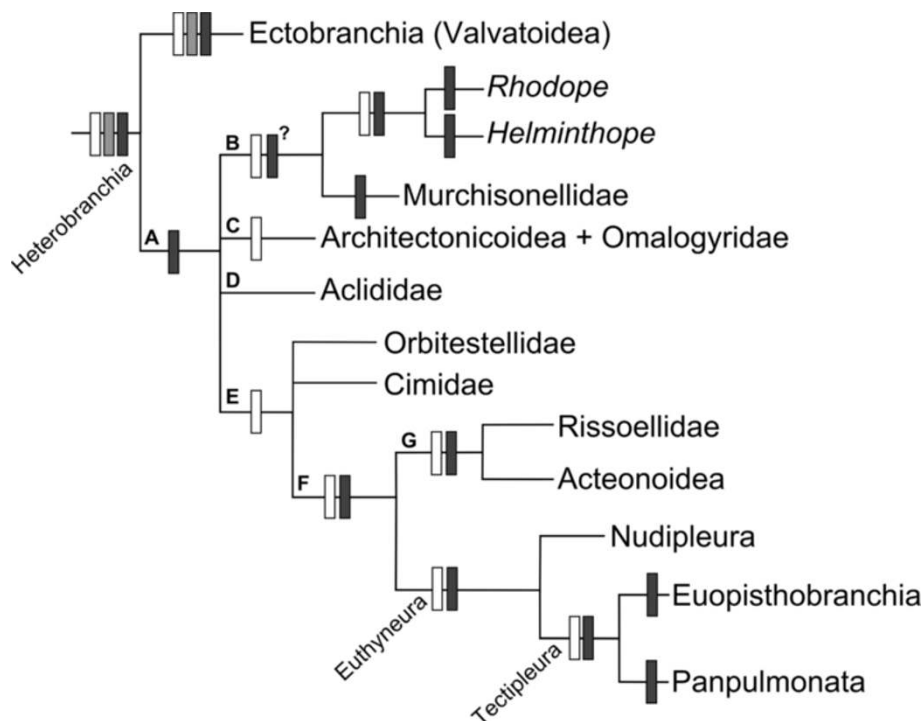 Ectobranchia (Valvatoidea)
Rhodope
B
?
Helminthope
Heterobranchia
Murchisonellidae
A
C
Architectonicoidea + Omalogyridae
D
Aclididae
Orbitestellidae
E
Cimidae
Rissoellidae
G
Acteonoidea
F
Nudipleura
Euthyneura
Euopisthobranchia
Tectipleura
Panpulmonata